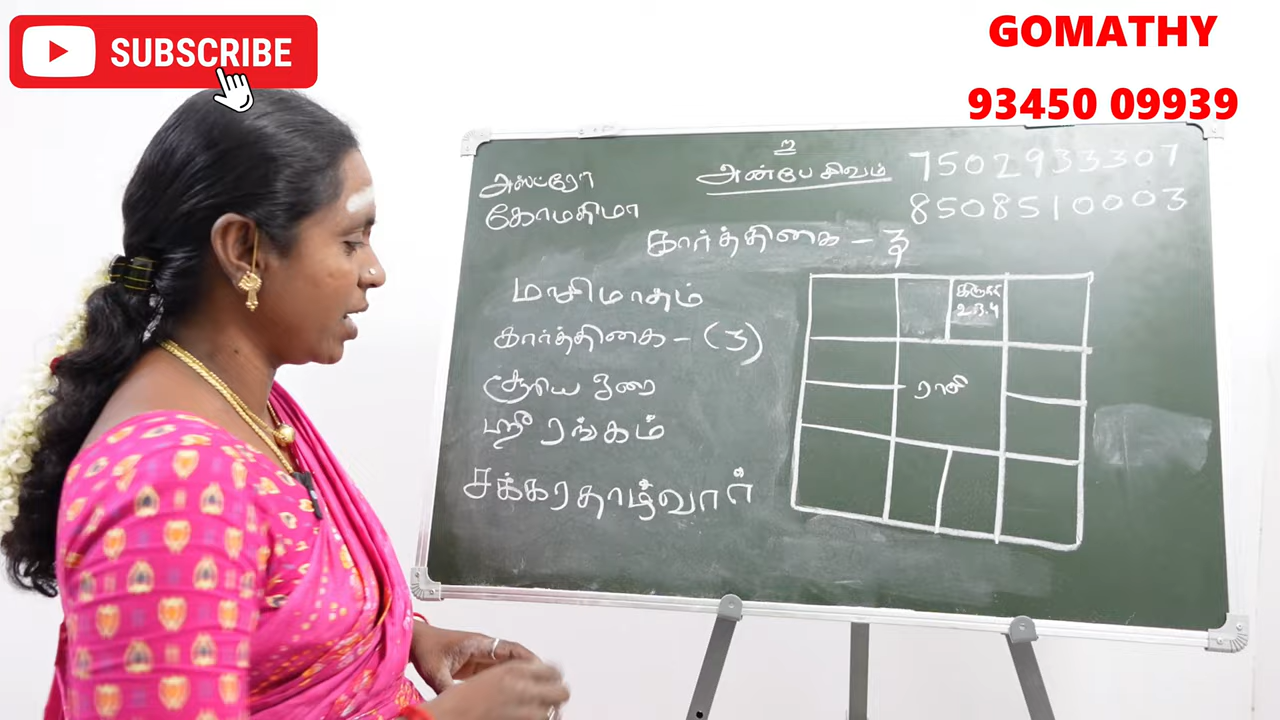 SUBSCRIBE
GOMATHY
93450 09939
உ
அன்பே சிவம்
7502933307
8508510003
அஸ்ட்ரோ
கோமதிமா
கார்த்திகை - 3
மாசிமாதம்
கார்த்திகை - (3)
சூரிய
ஸ்ரீ ரங்கம்
சக்கரதாழ்வார்
ராசி